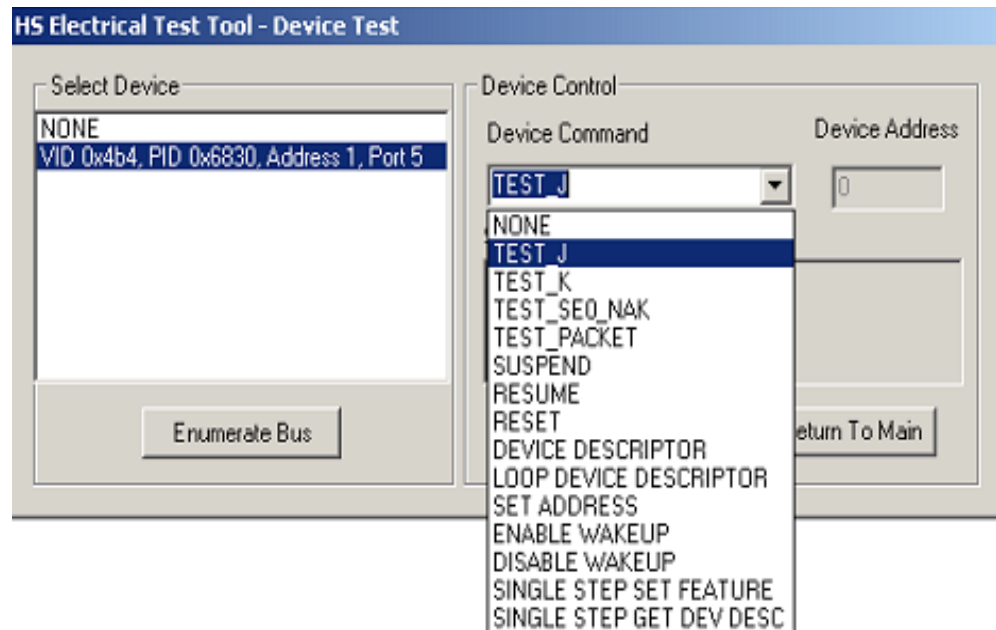 HS Electrical Test Tool - Device Test
Select Device
NONE
VID 0x4b4, PID 0x6830, Address 1, Port 5
Enumerate Bus
Device Control
Device Command
Device Address
TEST_J
0
NONE
TEST_J
TEST_K
TEST_SE0_NAK
TEST_PACKET
SUSPEND
RESUME
RESET
DEVICE DESCRIPTOR
LOOP DEVICE DESCRIPTOR
SET ADDRESS
ENABLE WAKEUP
DISABLE WAKEUP
SINGLE STEP SET FEATURE
SINGLE STEP GET DEV DESC
eturn To Main